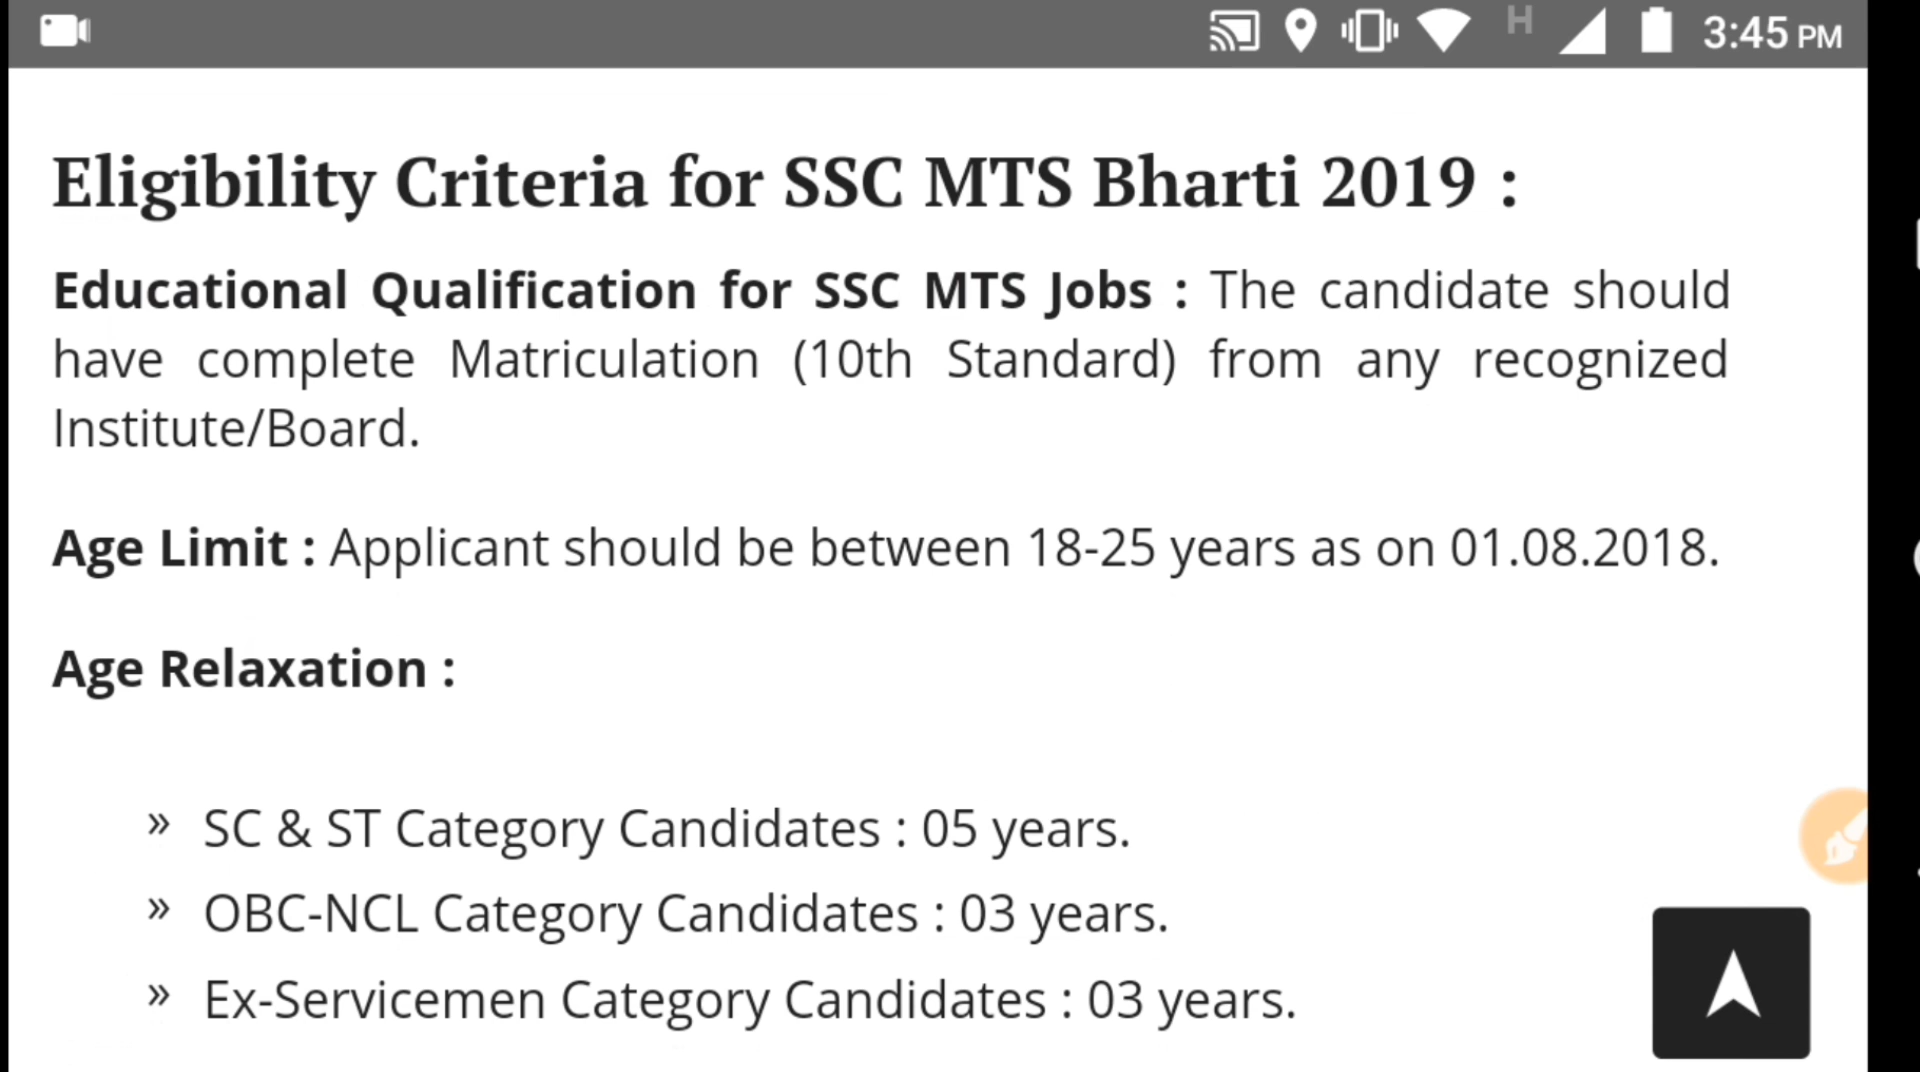 H 3:45 PM
Eligibility Criteria for SSC MTS Bharti 2019 :
Educational Qualification for SSC MTS Jobs : The candidate should
have complete Matriculation (10th Standard) from any recognized
Institute/Board.
Age Limit : Applicant should be between 18-25 years as on 01.08.2018.
Age Relaxation :
» SC & ST Category Candidates : 05 years.
» OBC-NCL Category Candidates : 03 years.
» Ex-Servicemen Category Candidates : 03 years.